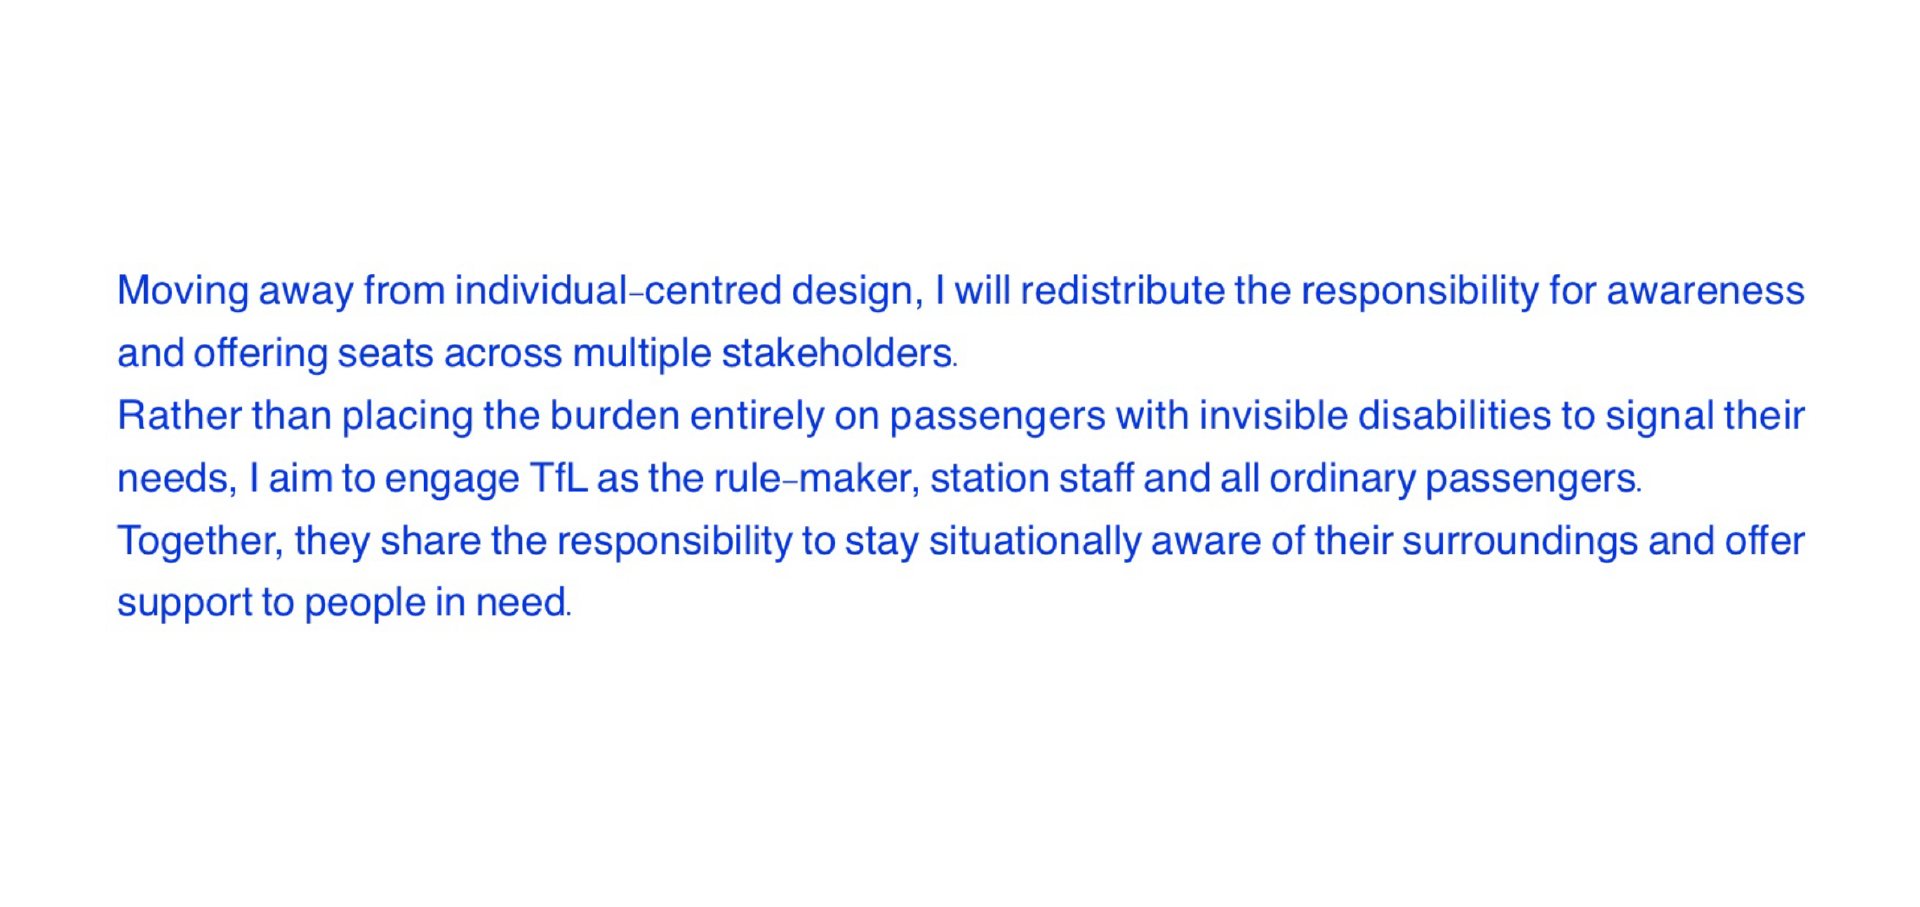 Moving away from individual-centred design, I will redistribute the responsibility for awareness
and offering seats across multiple stakeholders.
Rather than placing the burden entirely on passengers with invisible disabilities to signal their
needs, I aim to engage TfL as the rule-maker, station staff and all ordinary passengers.
Together, they share the responsibility to stay situationally aware of their surroundings and offer
support to people in need.